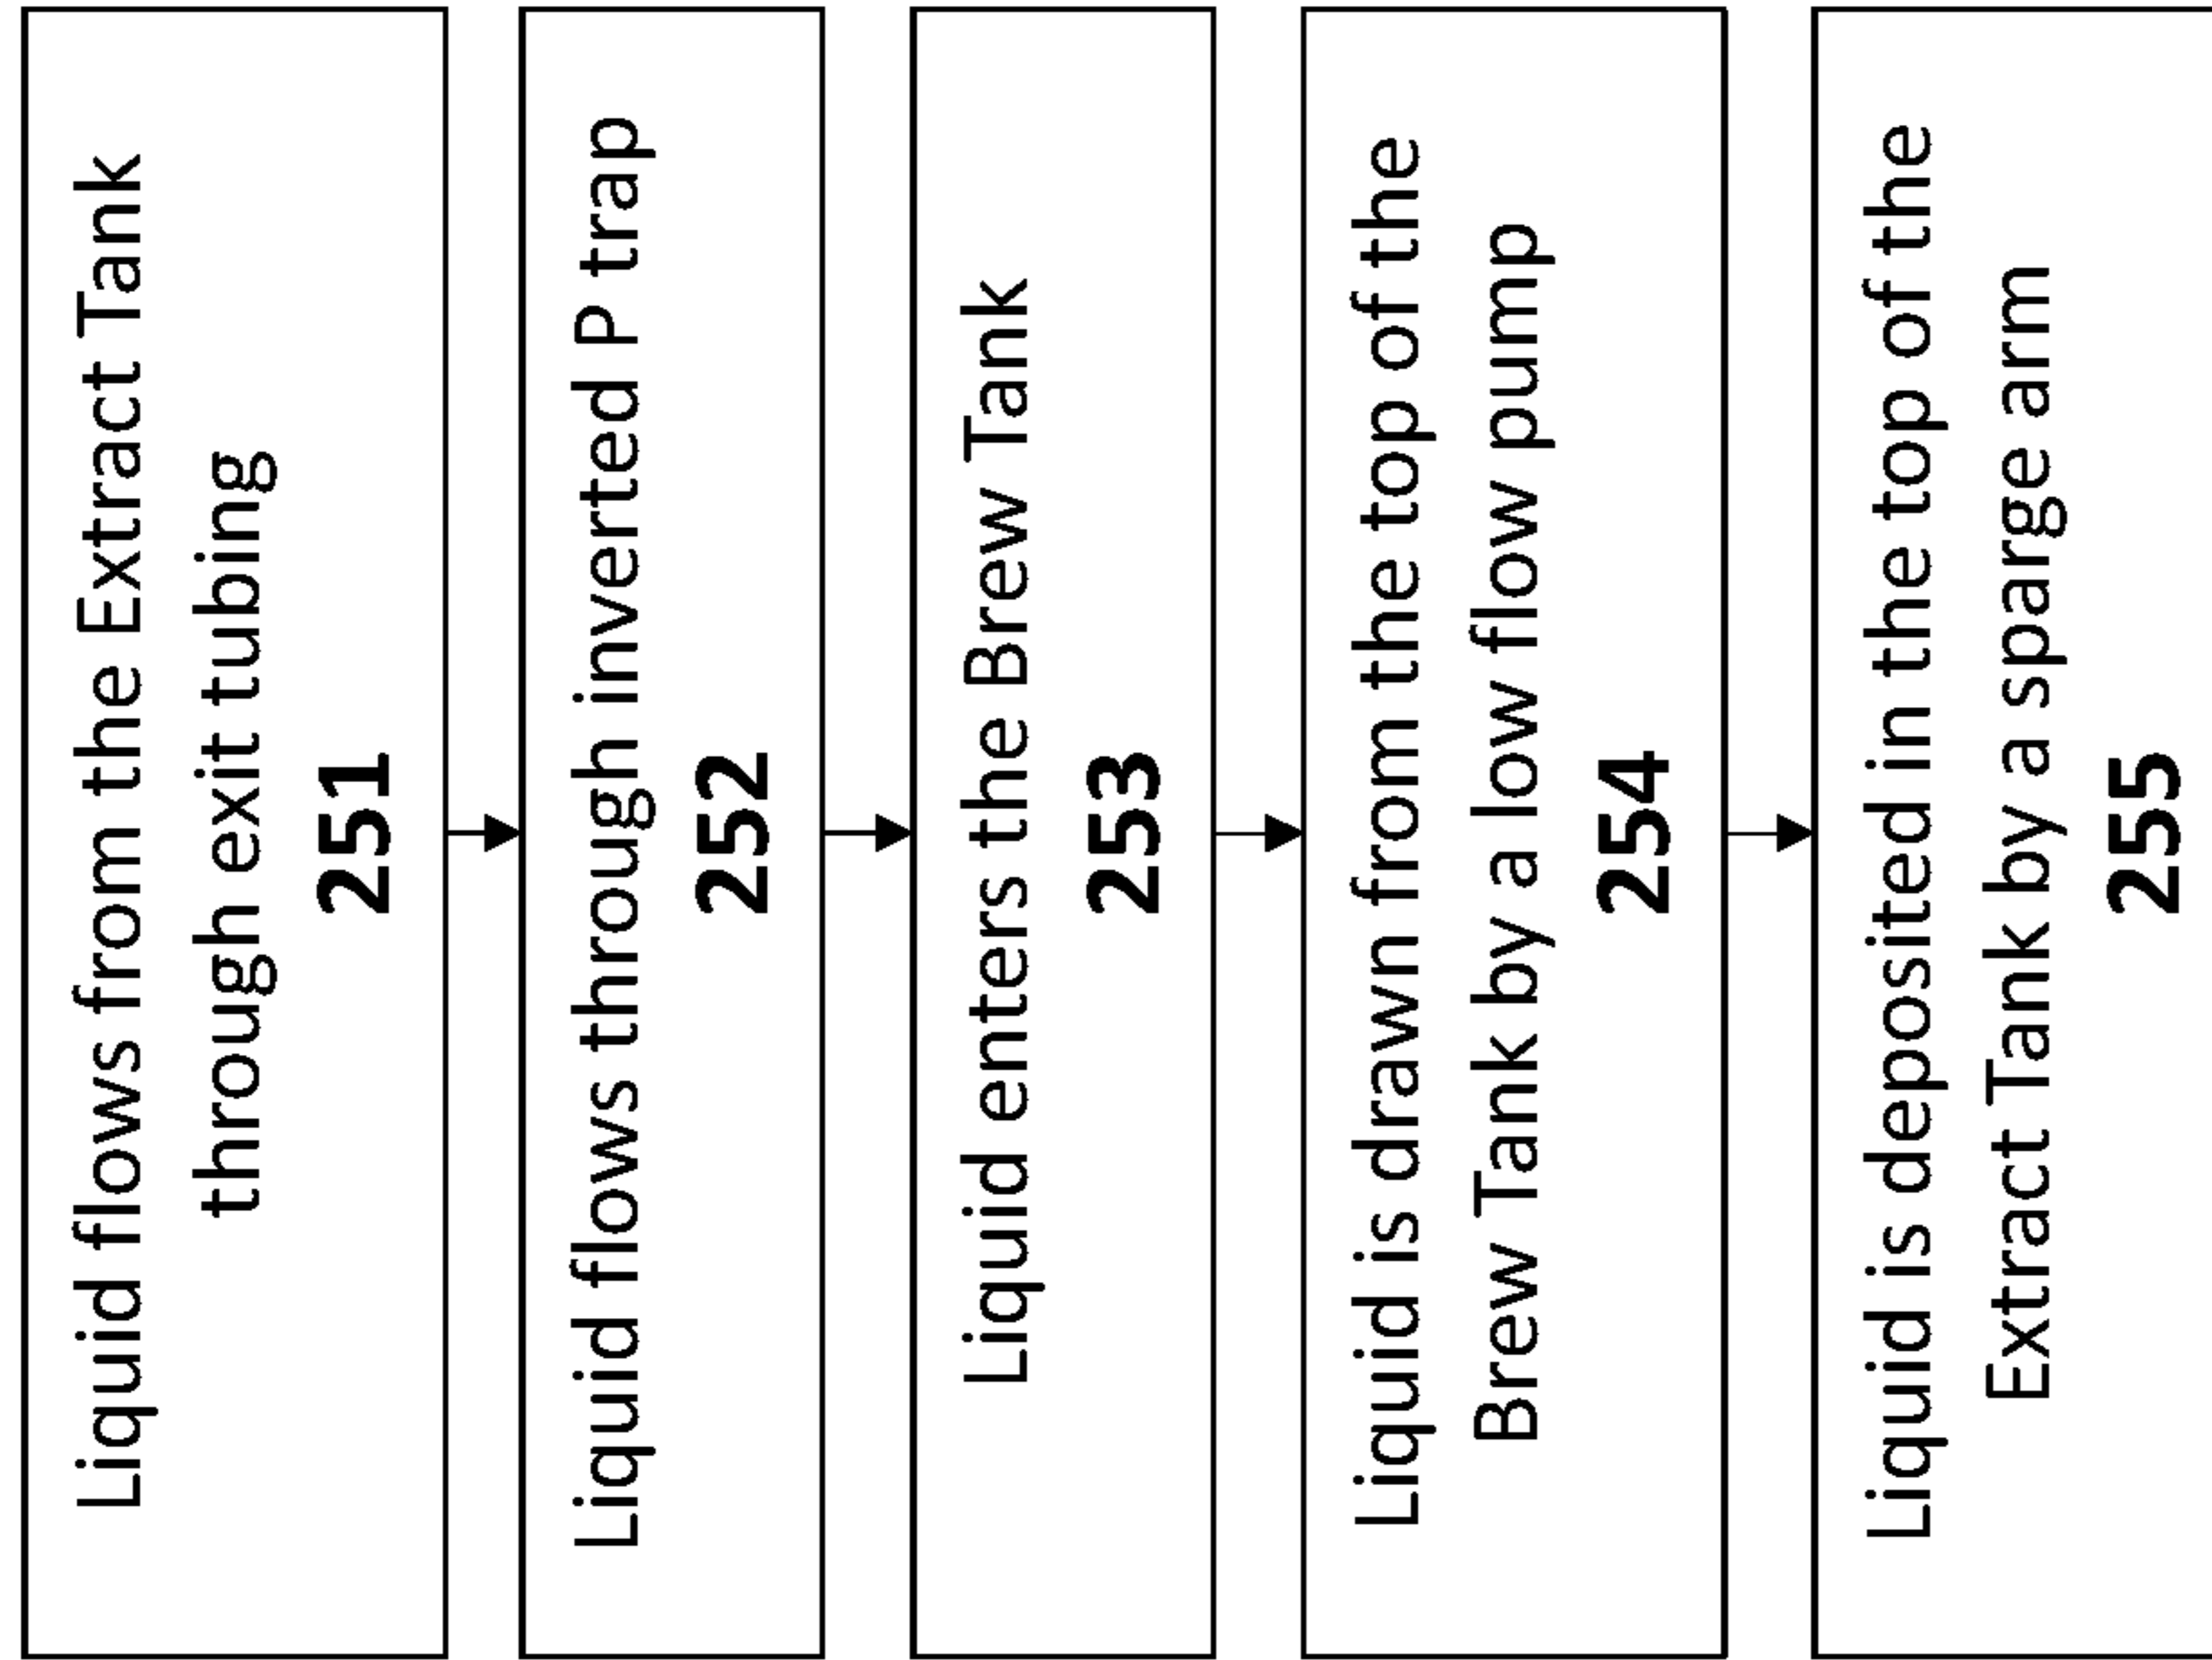 Liquid flows from the Extract Tank
through exit tubing
251
Liquid flows through inverted P trap
252
Liquid enters the Brew Tank
253
Liquid is drawn from the top of the
Brew Tank by a low flow pump
254
Liquid is deposited in the top of the
Extract Tank by a sparge arm
255